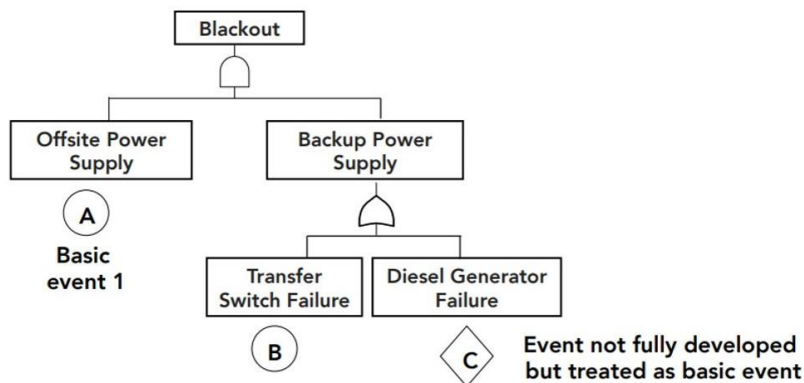 Blackout
Offsite Power
Supply
Backup Power
Supply
A
Basic
event 1
Transfer
Switch Failure
Diesel Generator
Failure
B
C
Event not fully developed
but treated as basic event